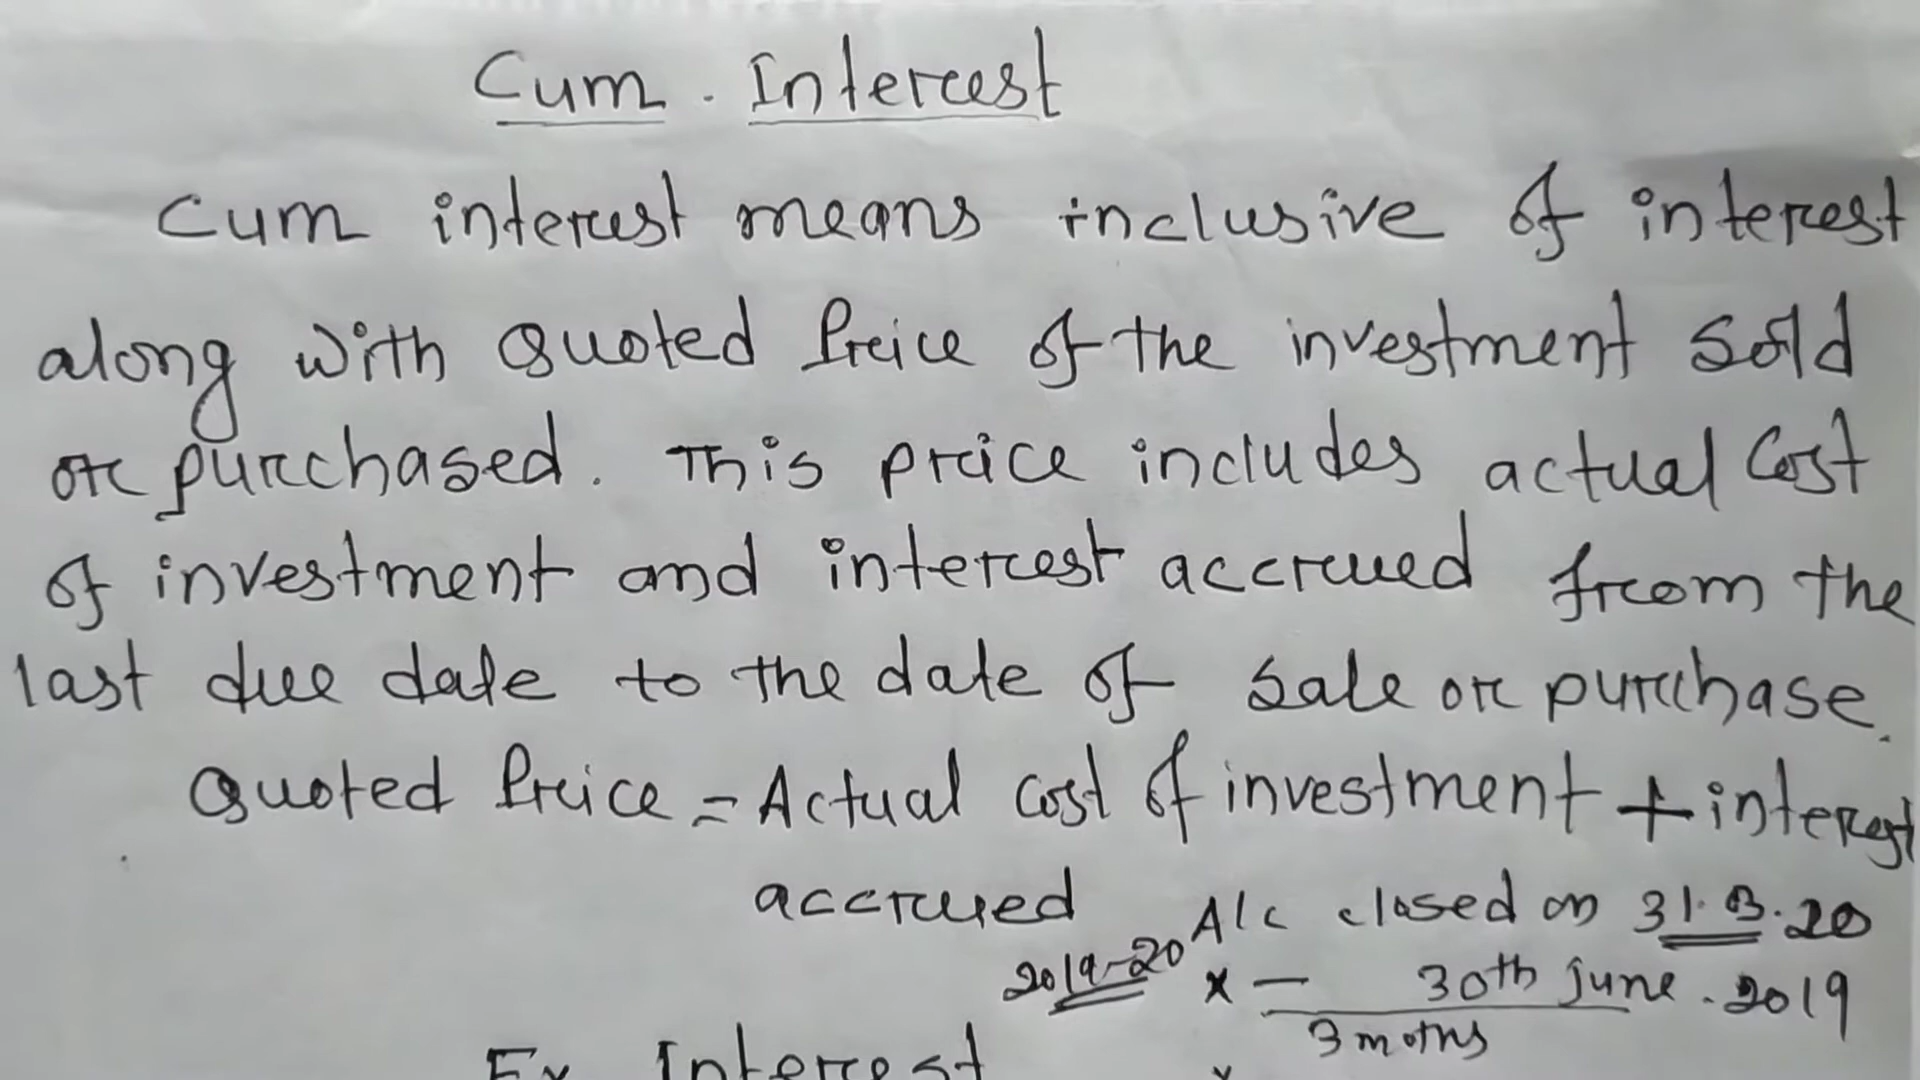 Cum. Interest
Cum interest means inclusive of interest
along with quoted Price of the investment sold
or purchased. This price includes actual cost
of investment and interest accrued from the
last due date to the date of sale or purchase.
Quoted Price = Actual cost of investment + interest
accrued
A/c closed on 31.3.20
2019-20
x — 30th june. 2019
3 moths
Ex Interest
x